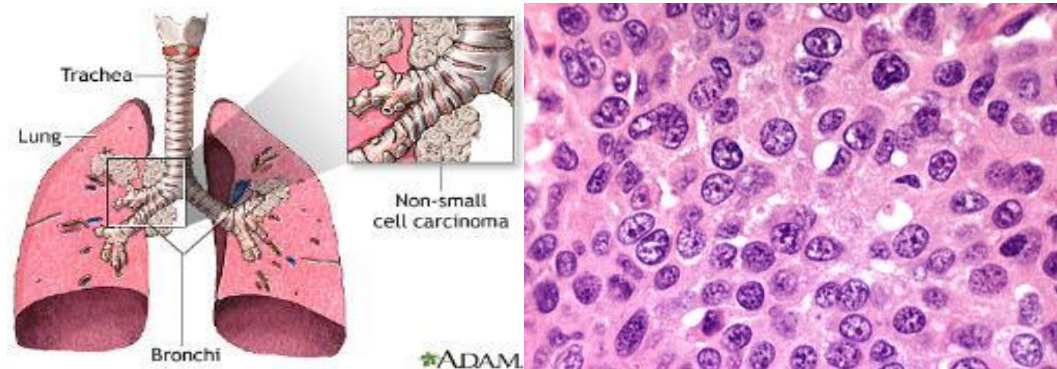 Trachea
Lung
Non-small
cell carcinoma
Bronchi
ADAM.